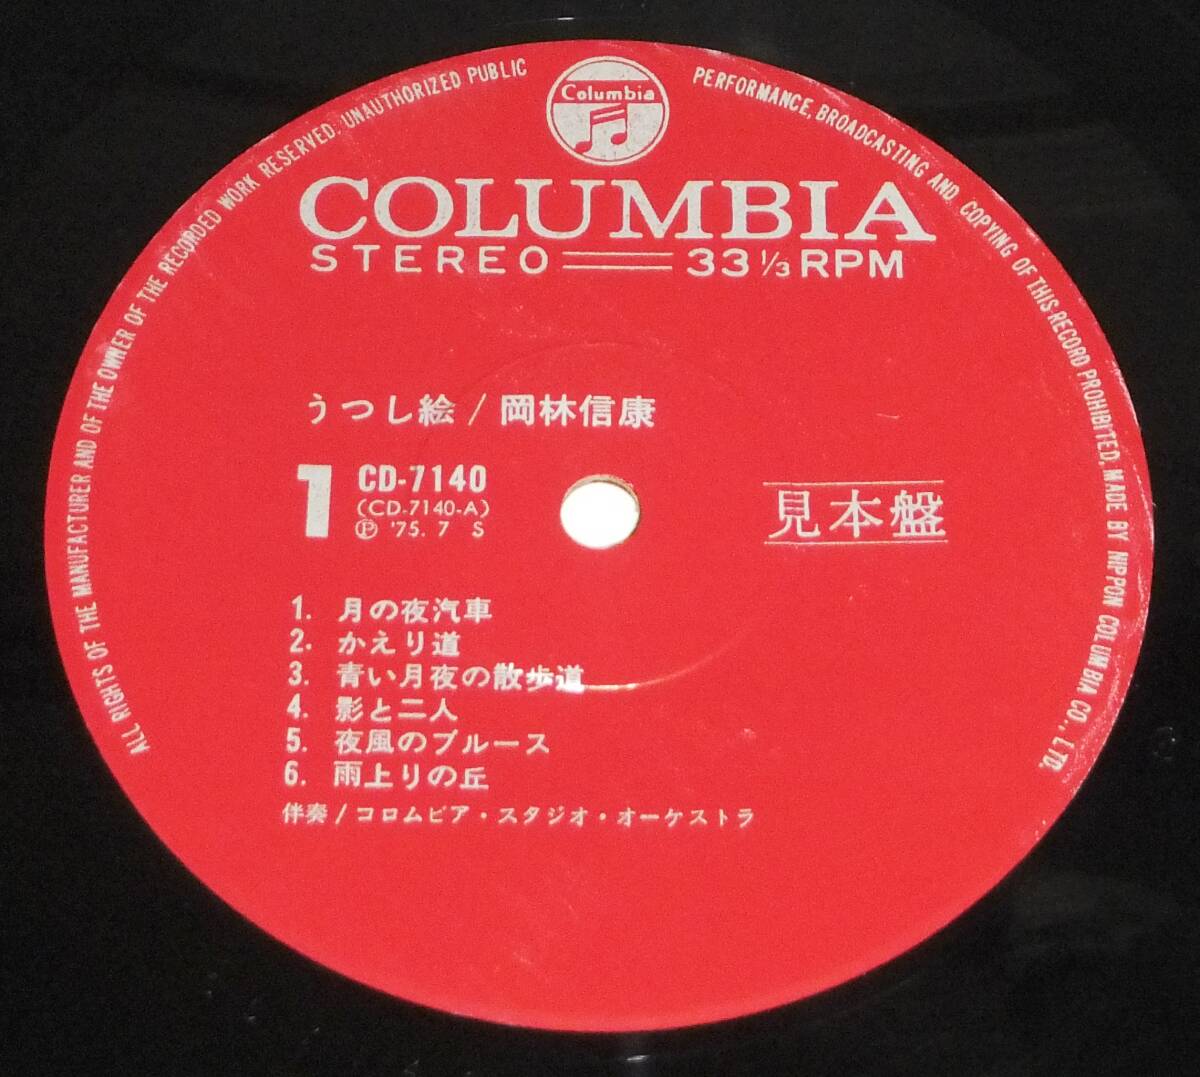 ALL RIGHTS OF THE MANUFACTURER AND OF THE OWNER OF THE RECORDED WORK RESERVED. UNAUTHORIZED PUBLIC PERFORMANCE, BROADCASTING AND COPYING OF THIS RECORD PROHIBITED. MADE BY NIPPON COLUMBIA CO., LTD.
Columbia
COLUMBIA
STEREO 33 1/3 RPM
うつし絵 / 岡林信康
1 CD-7140
(CD-7140-A)
Ⓟ '75. 7 S
見本盤
1. 月の夜汽車
2. かえり道
3. 青い月夜の散歩道
4. 影と二人
5. 夜風のブルース
6. 雨上りの丘
伴奏 / コロムビア・スタジオ・オーケストラ